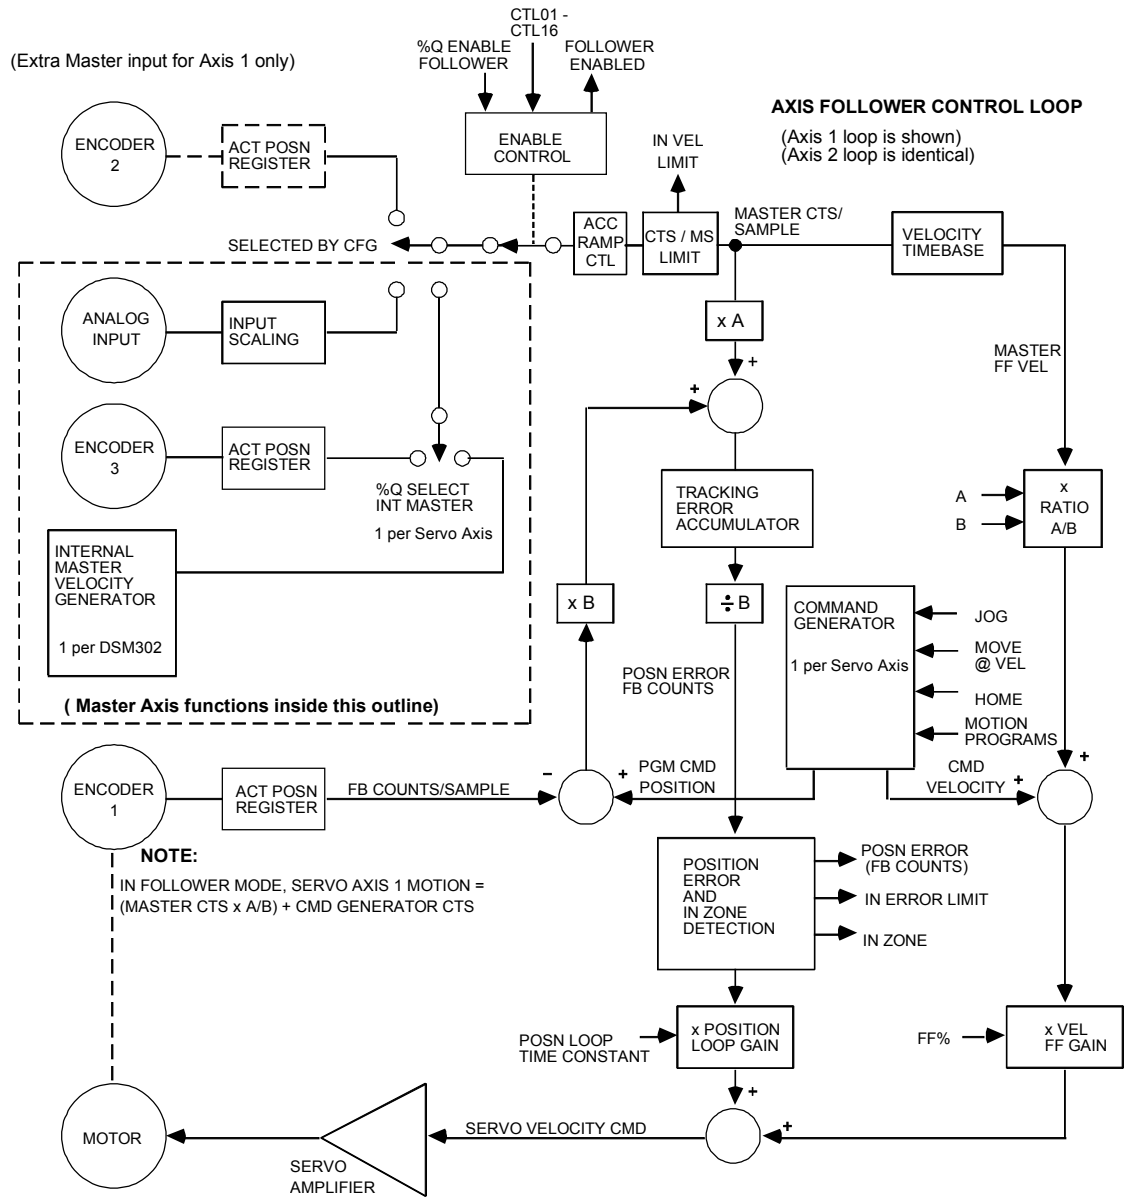 CTL01 -
CTL16
%Q ENABLE
FOLLOWER
FOLLOWER
ENABLED
(Extra Master input for Axis 1 only)
AXIS FOLLOWER CONTROL LOOP
(Axis 1 loop is shown)
(Axis 2 loop is identical)
ENCODER
2
ACT POSN
REGISTER
ENABLE
CONTROL
IN VEL
LIMIT
SELECTED BY CFG
ACC
RAMP
CTL
CTS / MS
LIMIT
MASTER CTS/
SAMPLE
VELOCITY
TIMEBASE
ANALOG
INPUT
INPUT
SCALING
x A
+
MASTER
FF VEL
+
ENCODER
3
ACT POSN
REGISTER
%Q SELECT
INT MASTER
1 per Servo Axis
TRACKING
ERROR
ACCUMULATOR
A
B
x
RATIO
A/B
INTERNAL
MASTER
VELOCITY
GENERATOR
1 per DSM302
x B
÷ B
COMMAND
GENERATOR
1 per Servo Axis
JOG
MOVE
@ VEL
HOME
MOTION
PROGRAMS
POSN ERROR
FB COUNTS
( Master Axis functions inside this outline)
ENCODER
1
ACT POSN
REGISTER
FB COUNTS/SAMPLE
-
+
PGM CMD
POSITION
CMD
VELOCITY
+
+
NOTE:
IN FOLLOWER MODE, SERVO AXIS 1 MOTION =
(MASTER CTS x A/B) + CMD GENERATOR CTS
POSITION
ERROR
AND
IN ZONE
DETECTION
POSN ERROR
(FB COUNTS)
IN ERROR LIMIT
IN ZONE
POSN LOOP
TIME CONSTANT
x POSITION
LOOP GAIN
FF%
x VEL
FF GAIN
+
+
MOTOR
SERVO VELOCITY CMD
SERVO
AMPLIFIER